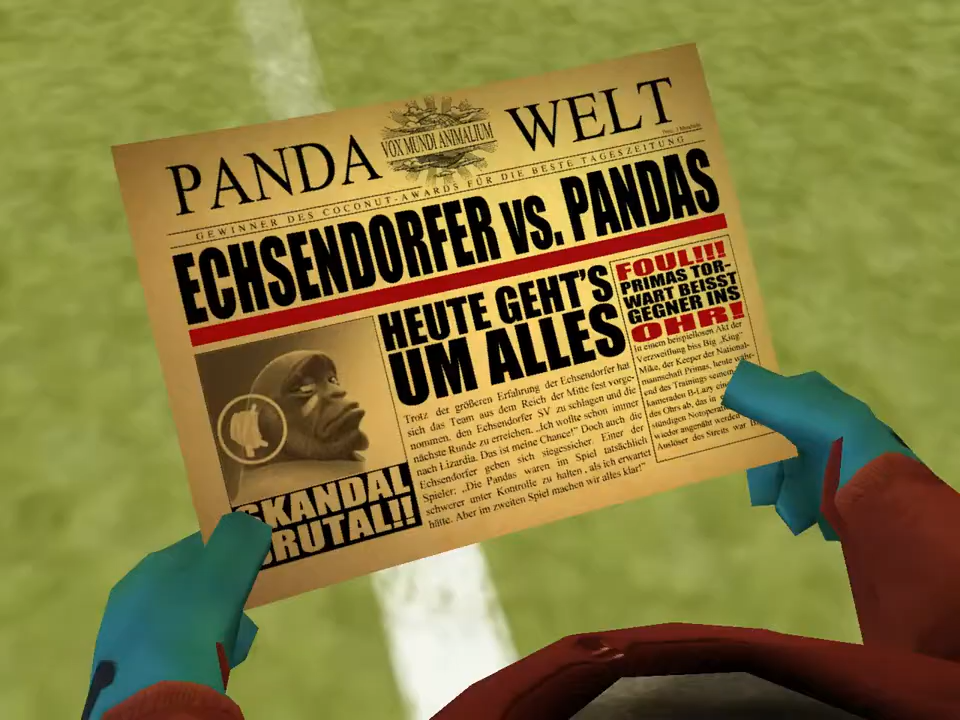 PANDA WELT
VOX MUNDI ANIMALIUM
GEWINNER DES COCONUT-AWARDS FÜR DIE BESTE TAGESZEITUNG
ECHSENDORFER VS. PANDAS
HEUTE GEHT'S
UM ALLES
Trotz der größeren Erfahrung der Echsendorfer hat
sich das Team aus dem Reich der Mitte fest vorge-
nommen, den Echsendorfer SV zu schlagen und die
nächste Runde zu erreichen. „Ich wollte schon immer
nach Lizardia. Das ist meine Chance!" Doch auch die
Echsendorfer geben sich siegessicher. Einer der
Spieler: „Die Pandas waren im Spiel tatsächlich
schwerer unter Kontrolle zu halten, als ich erwartet
hätte. Aber im zweiten Spiel machen wir alles klar!"
SKANDAL
BRUTAL!!
FOUL!!!
PRIMAS TOR-
WART BEISST
GEGNER INS
OHR!
In einem beispiellosen Akt der
Verzweiflung biss Big „King"
Mike, der Keeper der National-
mannschaft Primas, heute wäh-
end des Trainings seinem
kameraden B-Lazy ein
des Ohrs ab, das in
stündigen Notoperat
wieder angenäht werden
Auslöser des Streits war